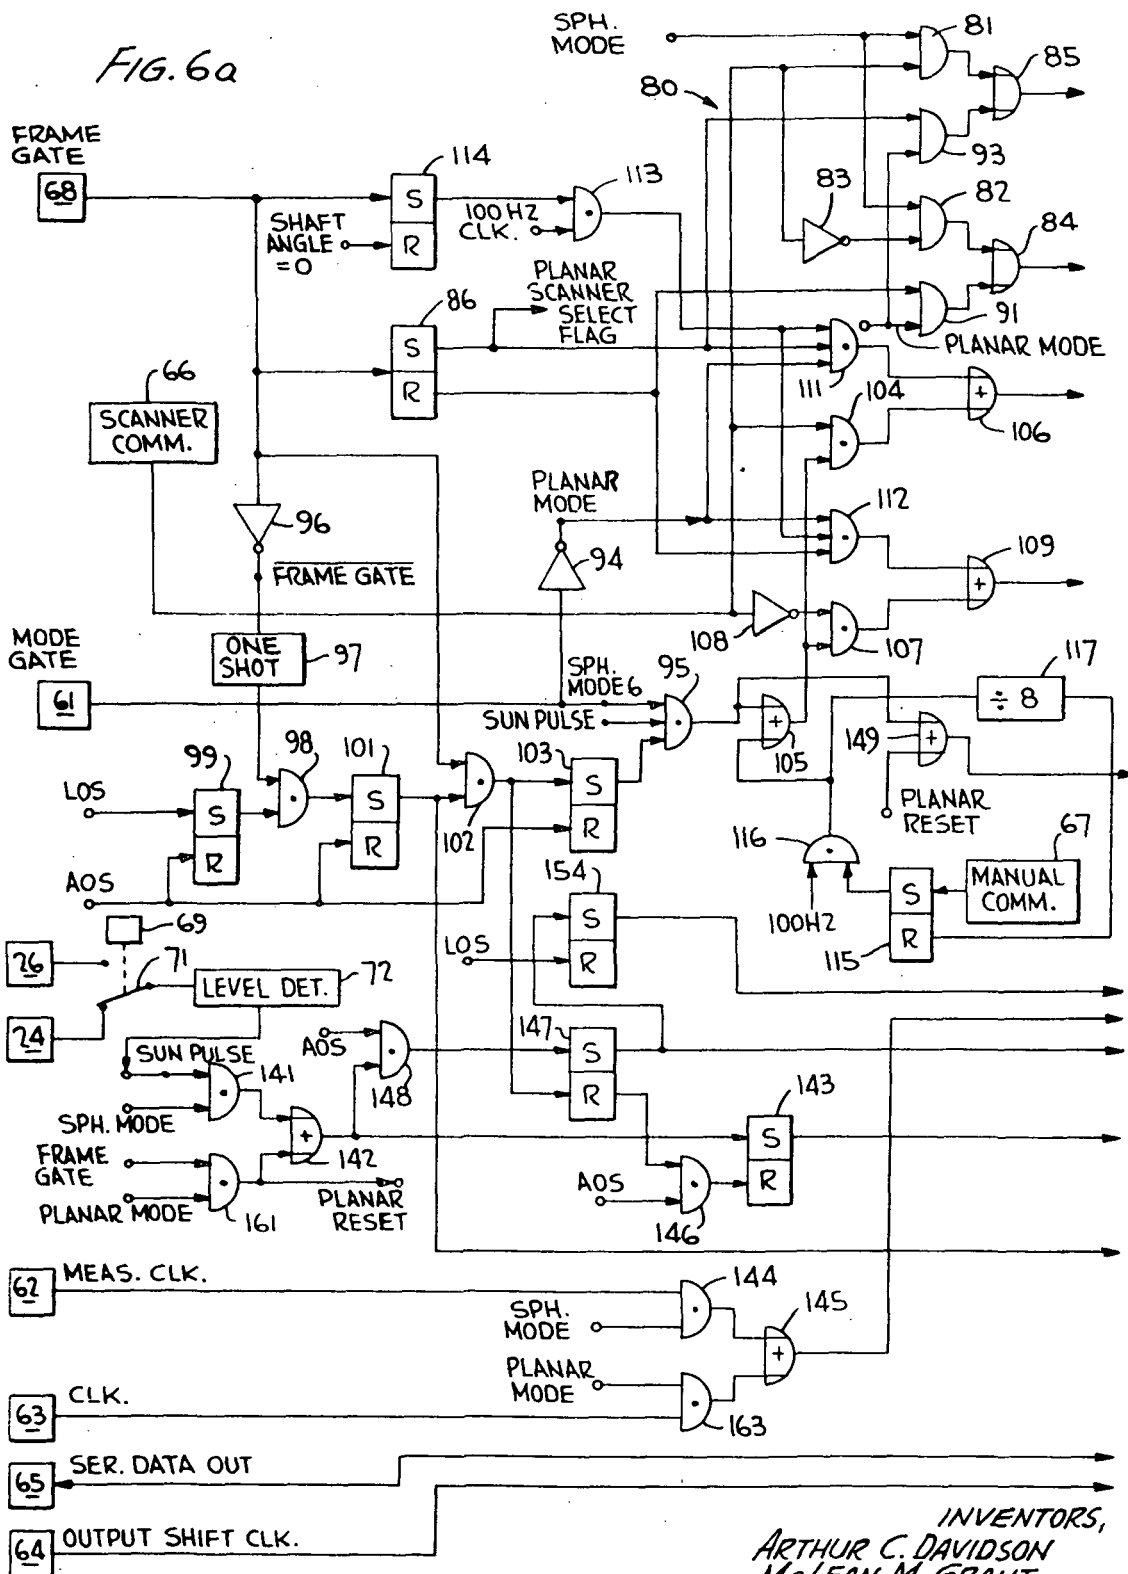 FIG. 6a
SPH.
MODE
81
85
80
93
FRAME
GATE
68
114
S
R
SHAFT
ANGLE
=0
100HZ
CLK.
113
83
82
84
PLANAR
SCANNER
SELECT
FLAG
86
S
R
91
PLANAR MODE
111
66
SCANNER
COMM.
104
106
PLANAR
MODE
112
96
FRAME GATE
94
109
108
107
MODE
GATE
61
ONE
SHOT
97
SPH.
MODE 6
SUN PULSE
95
117
÷ 8
+
105
149
+
PLANAR
RESET
LOS
99
S
R
98
101
S
R
102
103
S
R
116
67
MANUAL
COMM.
100HZ
115
S
R
AOS
154
S
R
LOS
69
26
71
24
LEVEL DET.
72
SUN PULSE
141
SPH. MODE
FRAME
GATE
PLANAR MODE
161
142
+
PLANAR
RESET
AOS
148
147
S
R
143
S
R
AOS
146
62
MEAS. CLK.
144
SPH.
MODE
145
+
PLANAR
MODE
163
63
CLK.
65
SER. DATA OUT
64
OUTPUT SHIFT CLK.
INVENTORS,
ARTHUR C. DAVIDSON
McLEAN M. GRANT